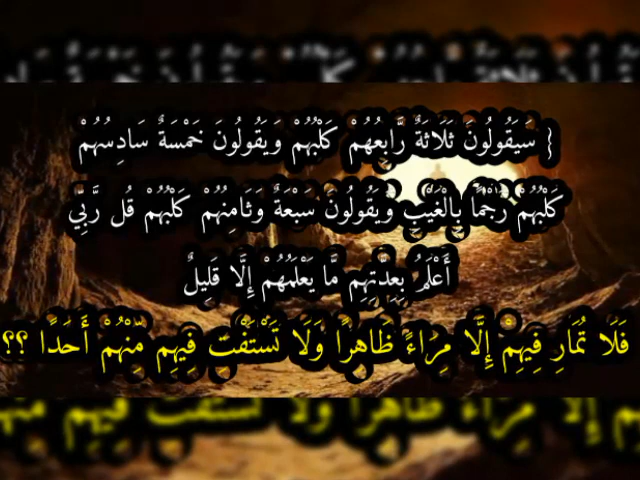 { سَيَقُولُونَ ثَلَاثَةٌ رَّابِعُهُمْ كَلْبُهُمْ وَيَقُولُونَ خَمْسَةٌ سَادِسُهُمْ
كَلْبُهُمْ رَجْمًا بِالْغَيْبِ وَيَقُولُونَ سَبْعَةٌ وَثَامِنُهُمْ كَلْبُهُمْ قُل رَّبِّي
أَعْلَمُ بِعِدَّتِهِم مَّا يَعْلَمُهُمْ إِلَّا قَلِيلٌ
فَلَا تُمَارِ فِيهِمْ إِلَّا مِرَاءً ظَاهِرًا وَلَا تَسْتَفْتِ فِيهِم مِّنْهُمْ أَحَدًا ؟؟